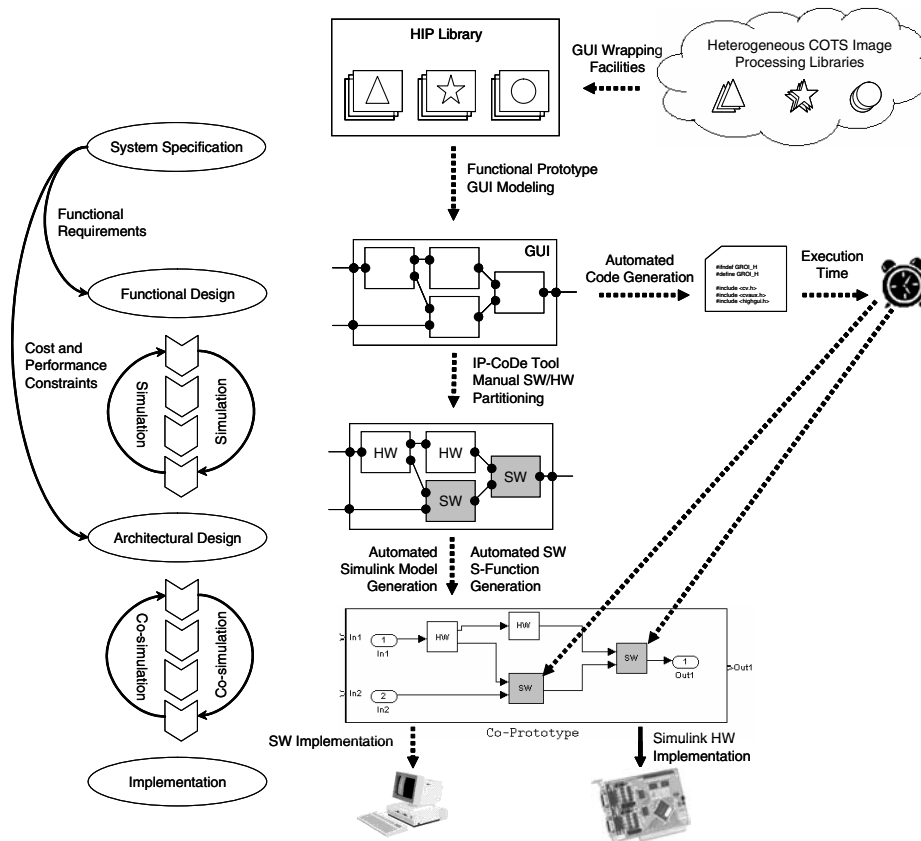 HIP Library
GUI Wrapping
Facilities
Heterogeneous COTS Image
Processing Libraries
System Specification
Functional Prototype
GUI Modeling
Functional
Requirements
GUI
Automated
Code Generation
#ifndef GROI_H
#define GROI_H
#include <cv.h>
#include <cvaux.h>
#include <highgui.h>
Execution
Time
Functional Design
Cost and
Performance
Constraints
IP-CoDe Tool
Manual SW/HW
Partitioning
Simulation
Simulation
HW
HW
SW
SW
Architectural Design
Automated
Simulink Model
Generation
Automated SW
S-Function
Generation
Co-simulation
Co-simulation
In1
1
In1
HW
HW
SW
SW
1
Out1
Out1
In2
2
In2
Co-Prototype
SW Implementation
Simulink HW
Implementation
Implementation